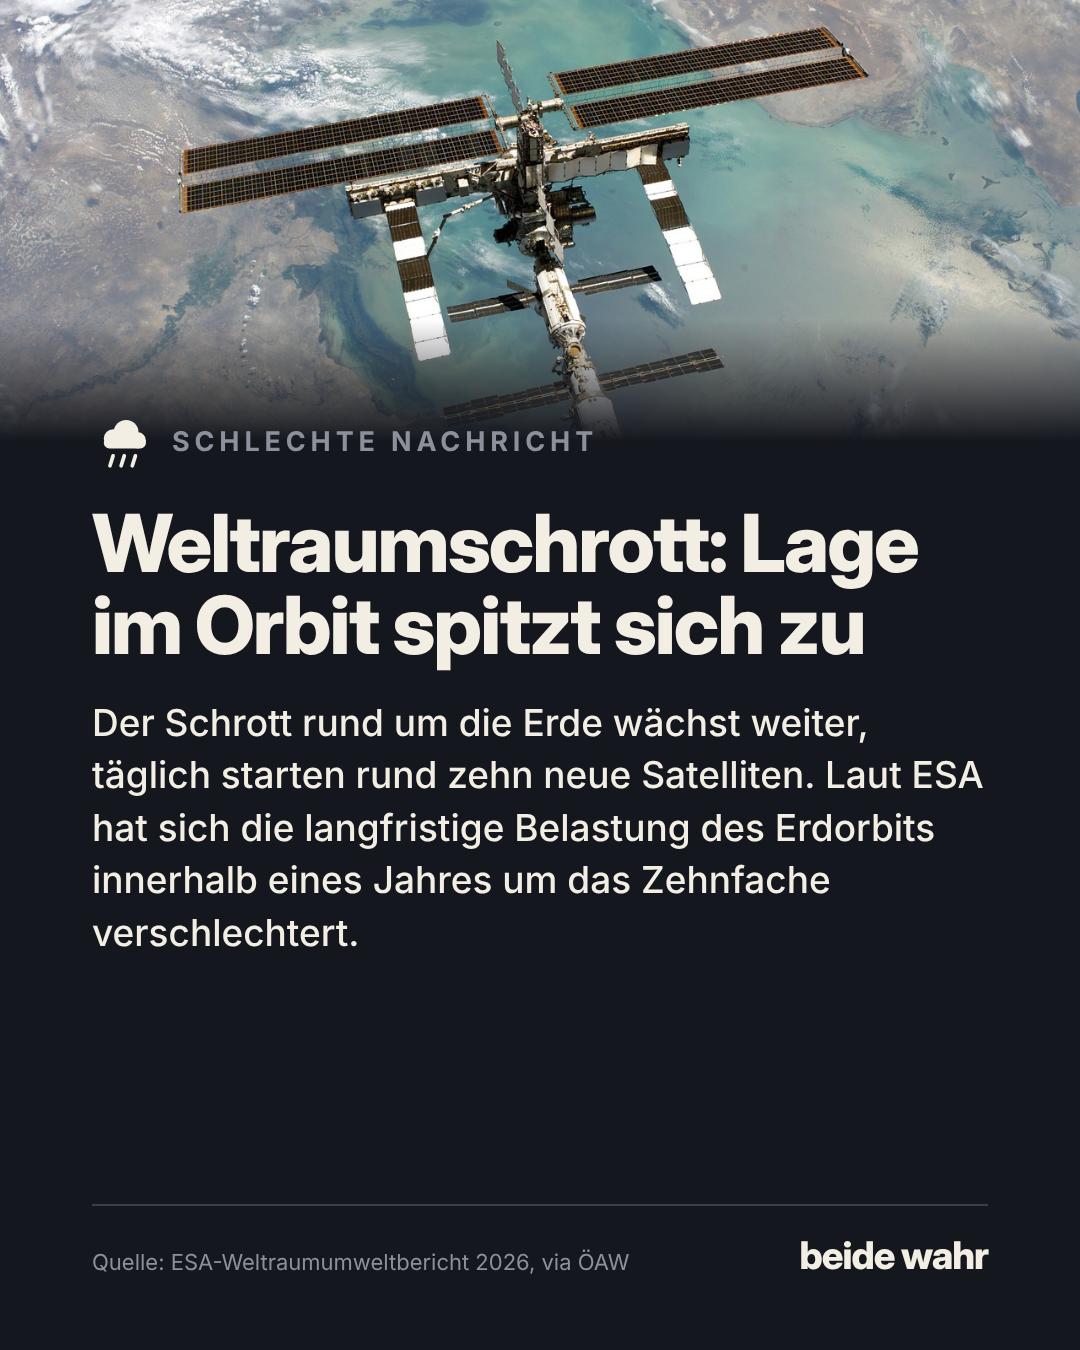 SCHLECHTE NACHRICHT
Weltraumschrott: Lage
im Orbit spitzt sich zu
Der Schrott rund um die Erde wächst weiter,
täglich starten rund zehn neue Satelliten. Laut ESA
hat sich die langfristige Belastung des Erdorbits
innerhalb eines Jahres um das Zehnfache
verschlechtert.
Quelle: ESA-Weltraumumweltbericht 2026, via ÖAW
beide wahr